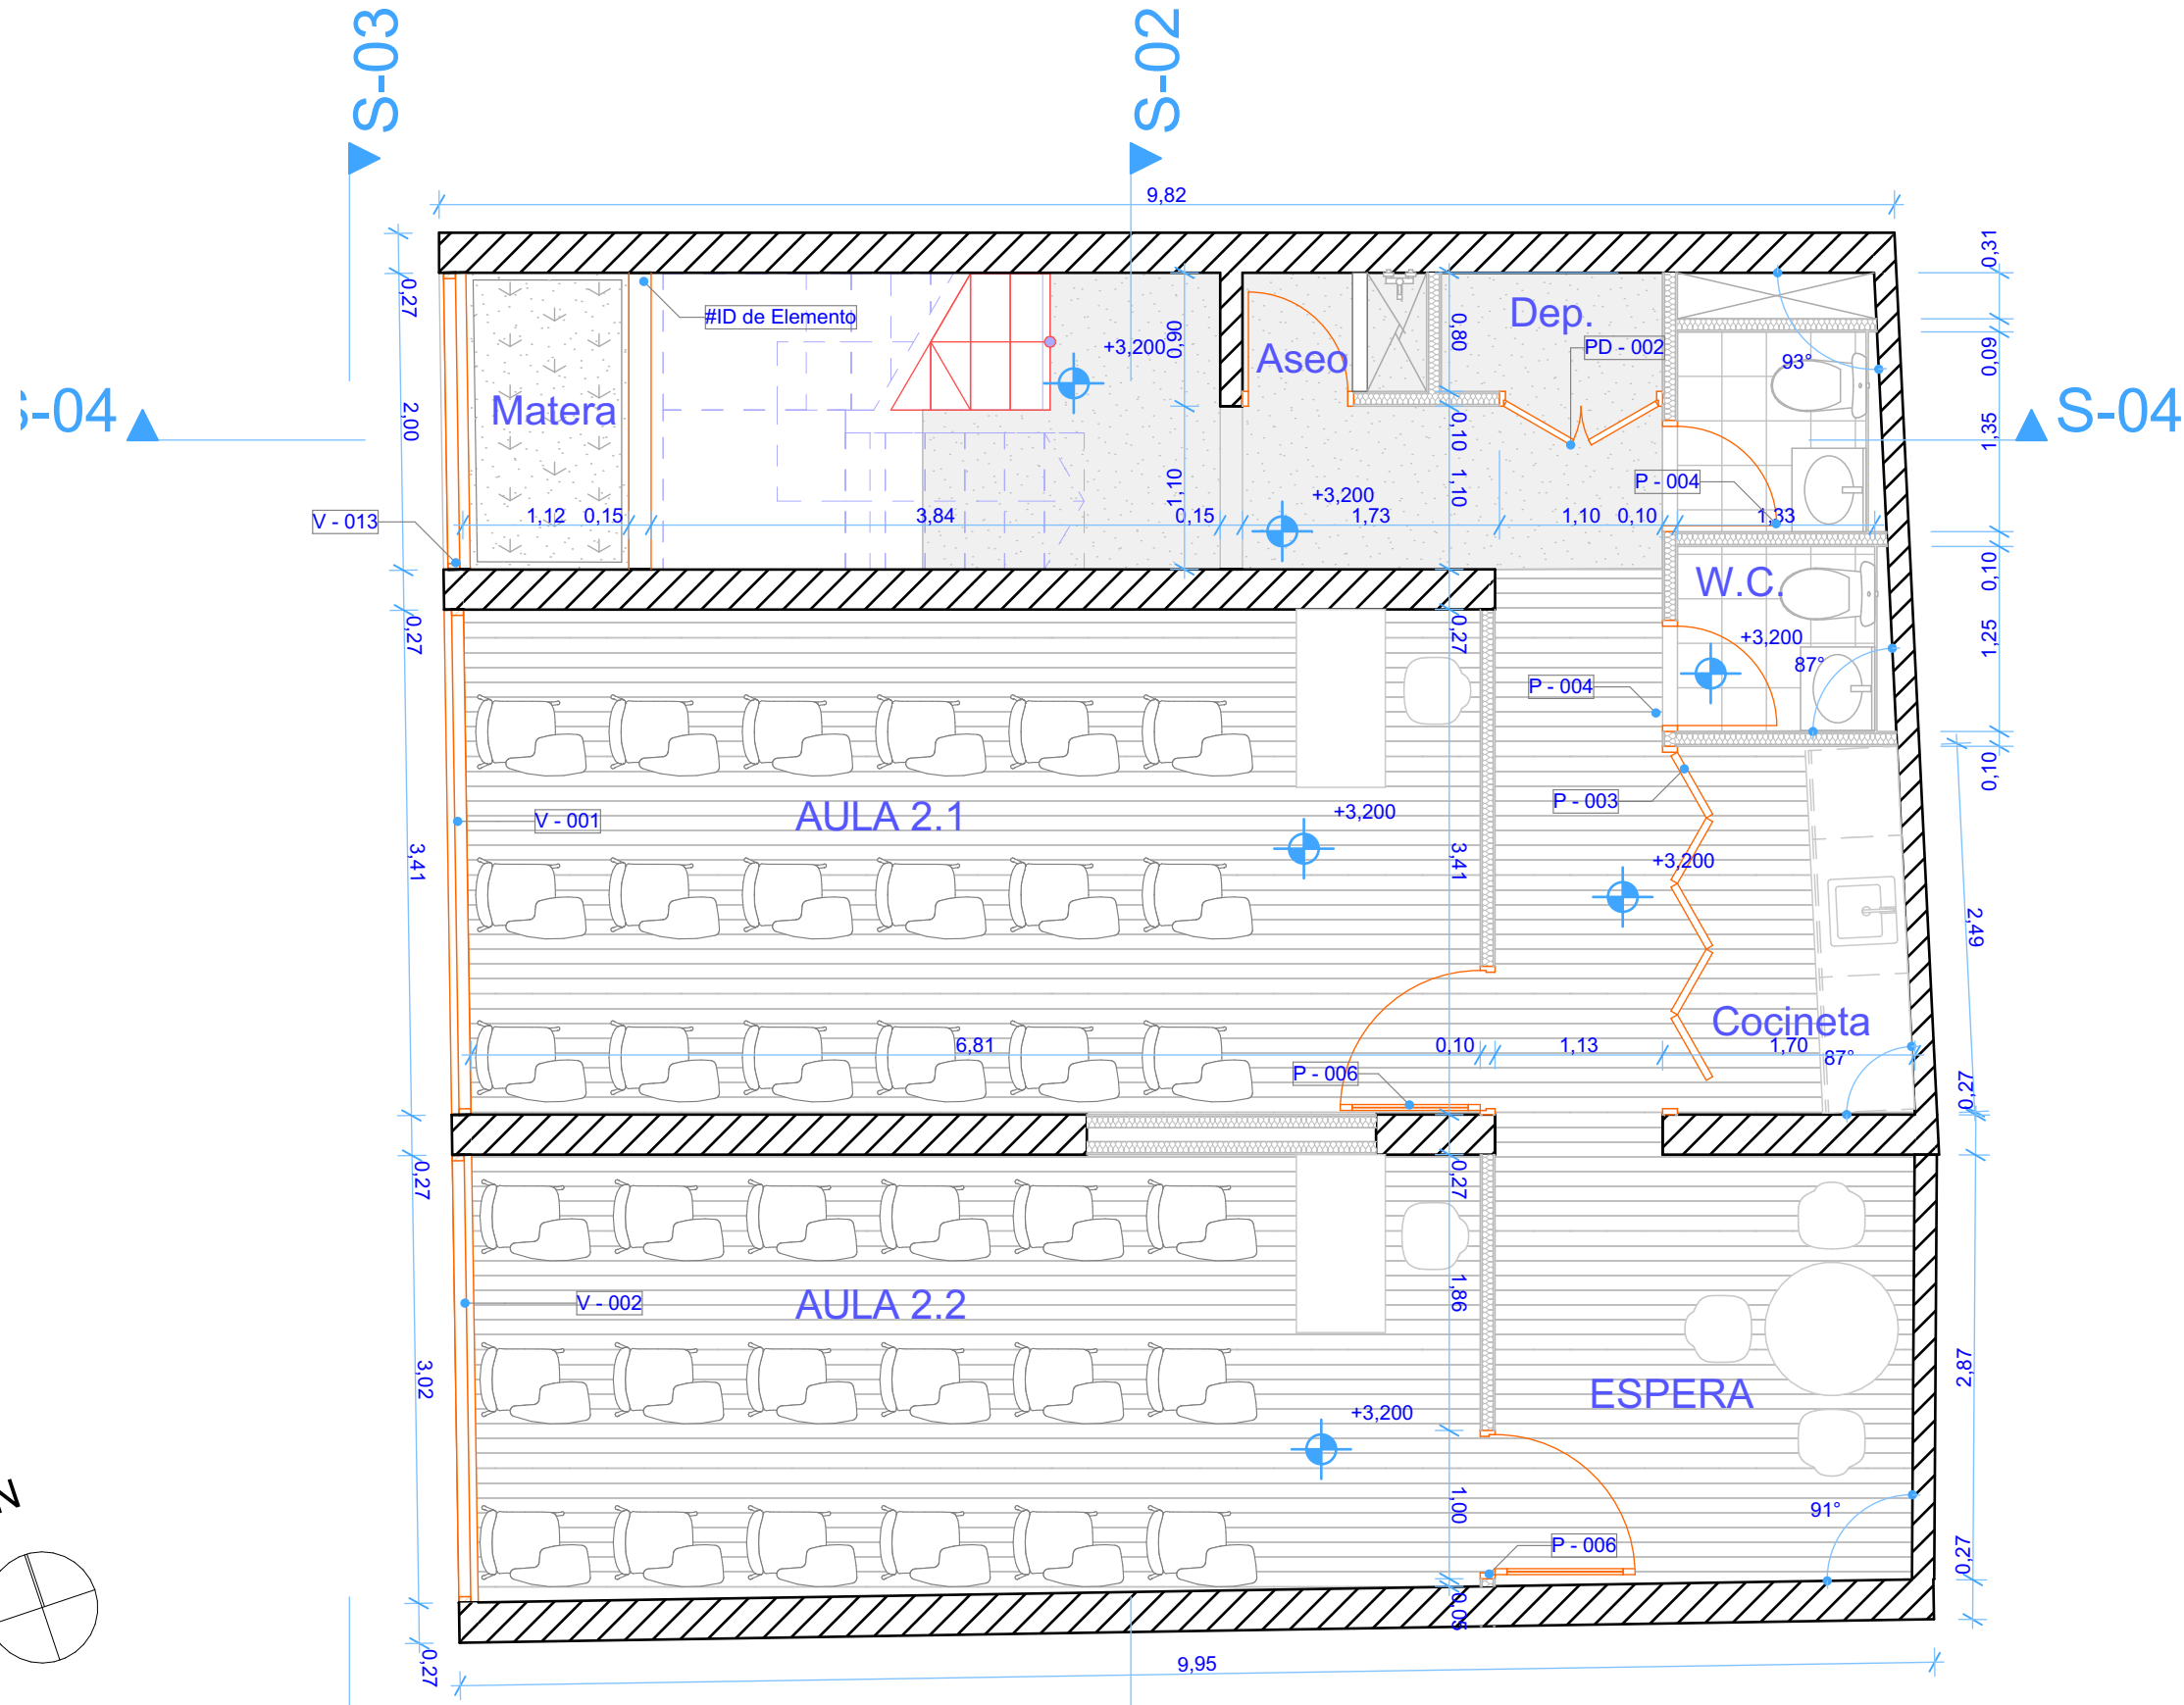 S-03
S-02
9,82
0,31
0,27
#ID de Elemento
+3,200
0,90
Aseo
0,80
Dep.
PD - 002
93°
0,09
S-04
Matera
2,00
1,35
S-04
0,10
P - 004
V - 013
1,12
0,15
3,84
1,10
0,15
+3,200
1,73
1,10
1,10
0,10
1,33
0,10
W.C.
0,27
0,27
+3,200
1,25
87°
P - 004
0,10
P - 003
V - 001
AULA 2.1
+3,200
3,41
3,41
+3,200
2,49
Cocineta
6,81
0,10
1,13
1,70
87°
P - 006
0,27
0,27
0,27
V - 002
AULA 2.2
1,86
3,02
2,87
ESPERA
+3,200
1,00
91°
P - 006
0,27
0,05
0,27
9,95
N